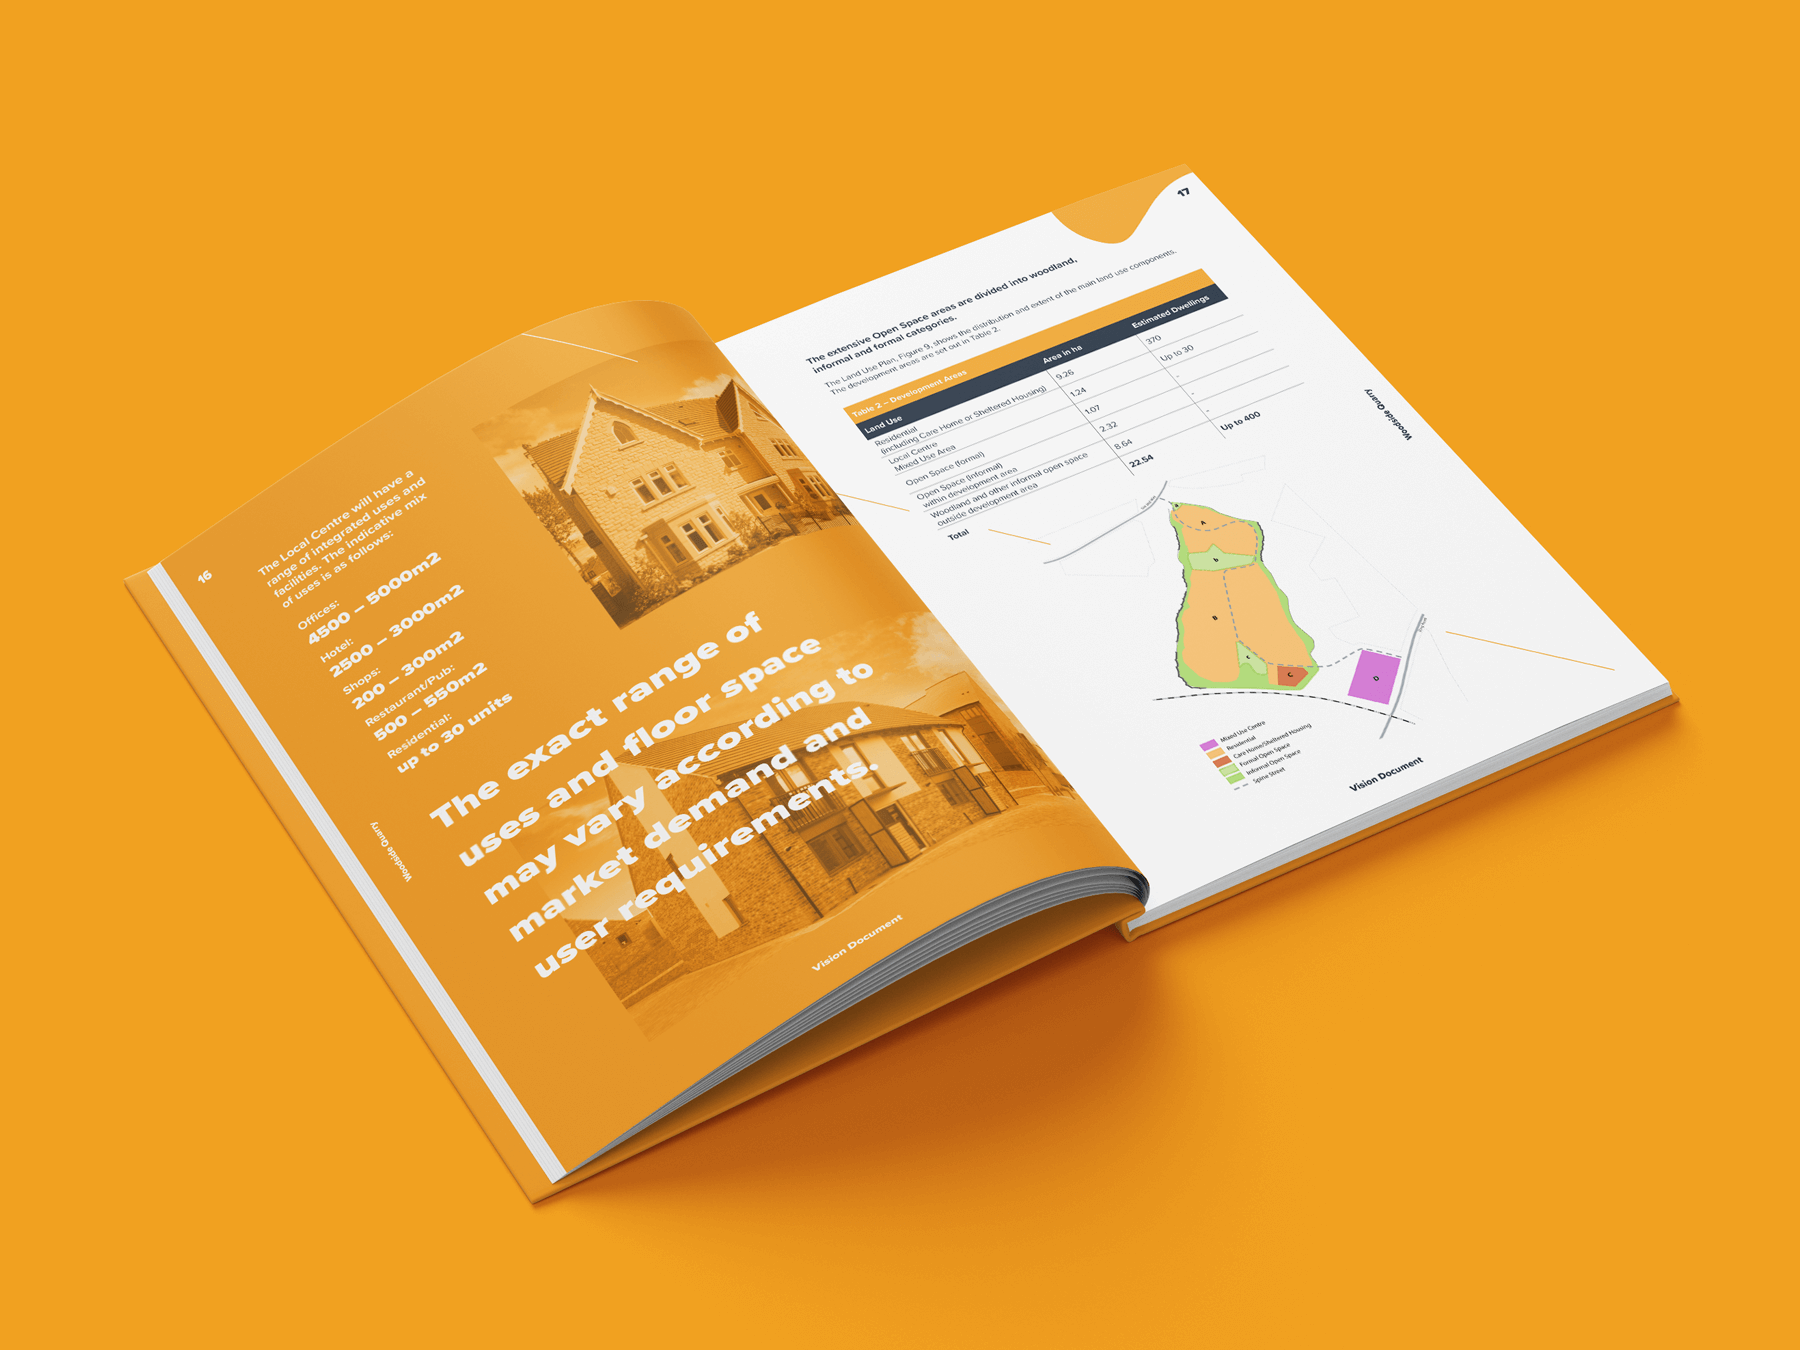 16
The Local Centre will have a
range of integrated uses and
facilities. The indicative mix
of uses is as follows:
Offices:
4500 – 5000m2
Hotel:
2500 – 3000m2
Shops:
200 – 300m2
Restaurant/Pub:
500 – 550m2
Residential:
up to 30 units
The exact range of
uses and floor space
may vary according to
market demand and
user requirements.
Woodside Quarry
Vision Document
17
The extensive Open Space areas are divided into woodland,
informal and formal categories.
The Land Use Plan, Figure 9, shows the distribution and extent of the main land use components.
The development areas are set out in Table 2.
Table 2 – Development Areas
Land Use Area in ha Estimated Dwellings
Residential 9.26 370
(including Care Home or Sheltered Housing)
Local Centre 1.24 Up to 30
Mixed Use Area
Open Space (formal) 1.07 -
Open Space (Informal) 2.32 -
within development area
Woodland and other informal open space 8.64 -
outside development area
Total 22.54 Up to 400
Woodside Quarry
A
b
B
c
C
D
Mixed Use Centre
Residential
Care Home/Sheltered Housing
Formal Open Space
Informal Open Space
Spine Street
Vision Document